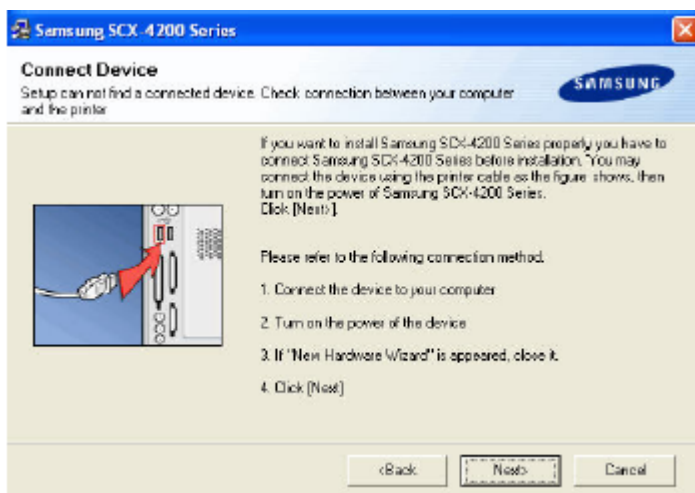 Samsung SCX-4200 Series
Connect Device
Setup can not find a connected device. Check connection between your computer
and the printer
SAMSUNG
If you want to install Samsung SCX-4200 Series properly you have to
connect Samsung SCX-4200 Series before installation. You may
connect the device using the printer cable as the figure shows, then
turn on the power of Samsung SCX-4200 Series.
Click [Next>].
Please refer to the following connection method.
1. Connect the device to your computer
2. Turn on the power of the device
3. If "New Hardware Wizard" is appeared, close it.
4. Click [Next]
<Back
Next>
Cancel